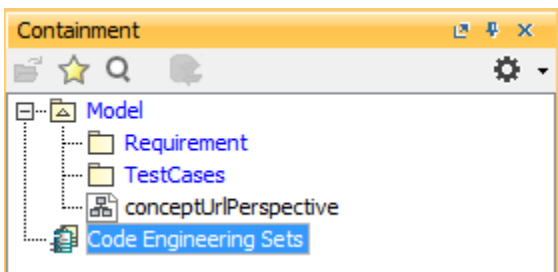 Containment
Model
Requirement
TestCases
conceptUrlPerspective
Code Engineering Sets